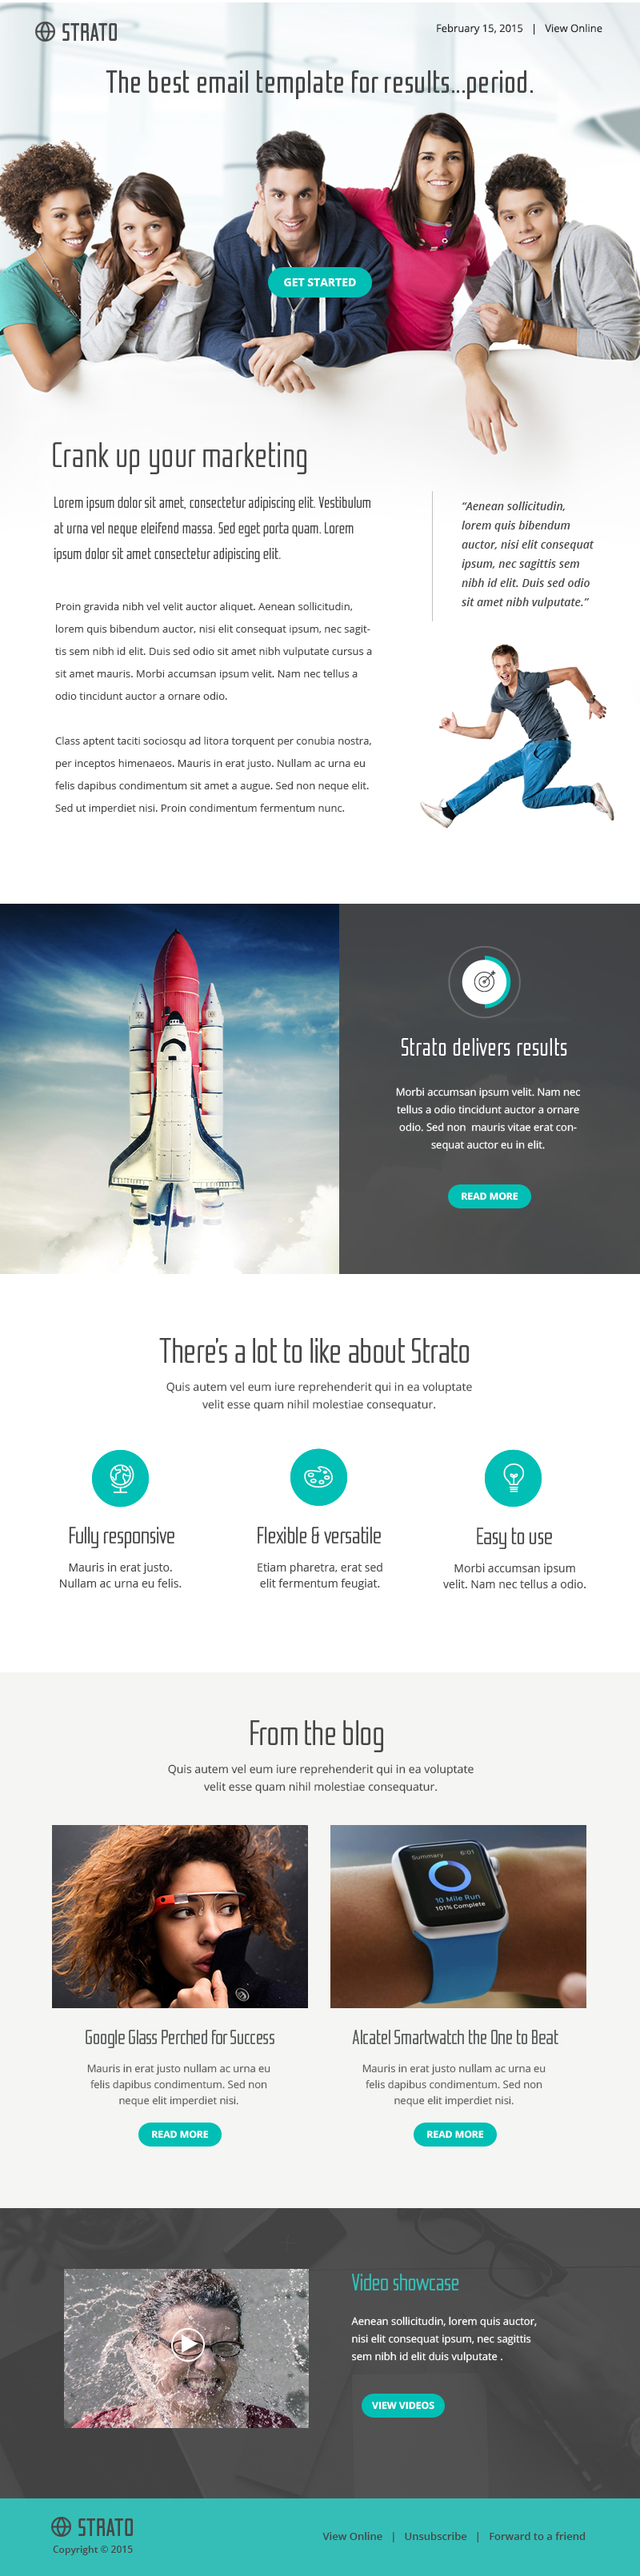 STRATO
February 15, 2015 | View Online
The best email template for results...period.
GET STARTED
Crank up your marketing
Lorem ipsum dolor sit amet, consectetur adipiscing elit. Vestibulum
at urna vel neque eleifend massa. Sed eget porta quam. Lorem
ipsum dolor sit amet consectetur adipiscing elit.
“Aenean sollicitudin,
lorem quis bibendum
auctor, nisi elit consequat
ipsum, nec sagittis sem
nibh id elit. Duis sed odio
sit amet nibh vulputate.”
Proin gravida nibh vel velit auctor aliquet. Aenean sollicitudin,
lorem quis bibendum auctor, nisi elit consequat ipsum, nec sagit-
tis sem nibh id elit. Duis sed odio sit amet nibh vulputate cursus a
sit amet mauris. Morbi accumsan ipsum velit. Nam nec tellus a
odio tincidunt auctor a ornare odio.
Class aptent taciti sociosqu ad litora torquent per conubia nostra,
per inceptos himenaeos. Mauris in erat justo. Nullam ac urna eu
felis dapibus condimentum sit amet a augue. Sed non neque elit.
Sed ut imperdiet nisi. Proin condimentum fermentum nunc.
Strato delivers results
Morbi accumsan ipsum velit. Nam nec
tellus a odio tincidunt auctor a ornare
odio. Sed non mauris vitae erat con-
sequat auctor eu in elit.
READ MORE
There's a lot to like about Strato
Quis autem vel eum iure reprehenderit qui in ea voluptate
velit esse quam nihil molestiae consequatur.
Fully responsive
Mauris in erat justo.
Nullam ac urna eu felis.
Flexible & versatile
Etiam pharetra, erat sed
elit fermentum feugiat.
Easy to use
Morbi accumsan ipsum
velit. Nam nec tellus a odio.
From the blog
Quis autem vel eum iure reprehenderit qui in ea voluptate
velit esse quam nihil molestiae consequatur.
Summary 6:01
10 Mile Run
101% Complete
Google Glass Perched for Success
Mauris in erat justo nullam ac urna eu
felis dapibus condimentum. Sed non
neque elit imperdiet nisi.
READ MORE
Alcatel Smartwatch the One to Beat
Mauris in erat justo nullam ac urna eu
felis dapibus condimentum. Sed non
neque elit imperdiet nisi.
READ MORE
Video showcase
Aenean sollicitudin, lorem quis auctor,
nisi elit consequat ipsum, nec sagittis
sem nibh id elit duis vulputate .
VIEW VIDEOS
STRATO
Copyright © 2015
View Online | Unsubscribe | Forward to a friend